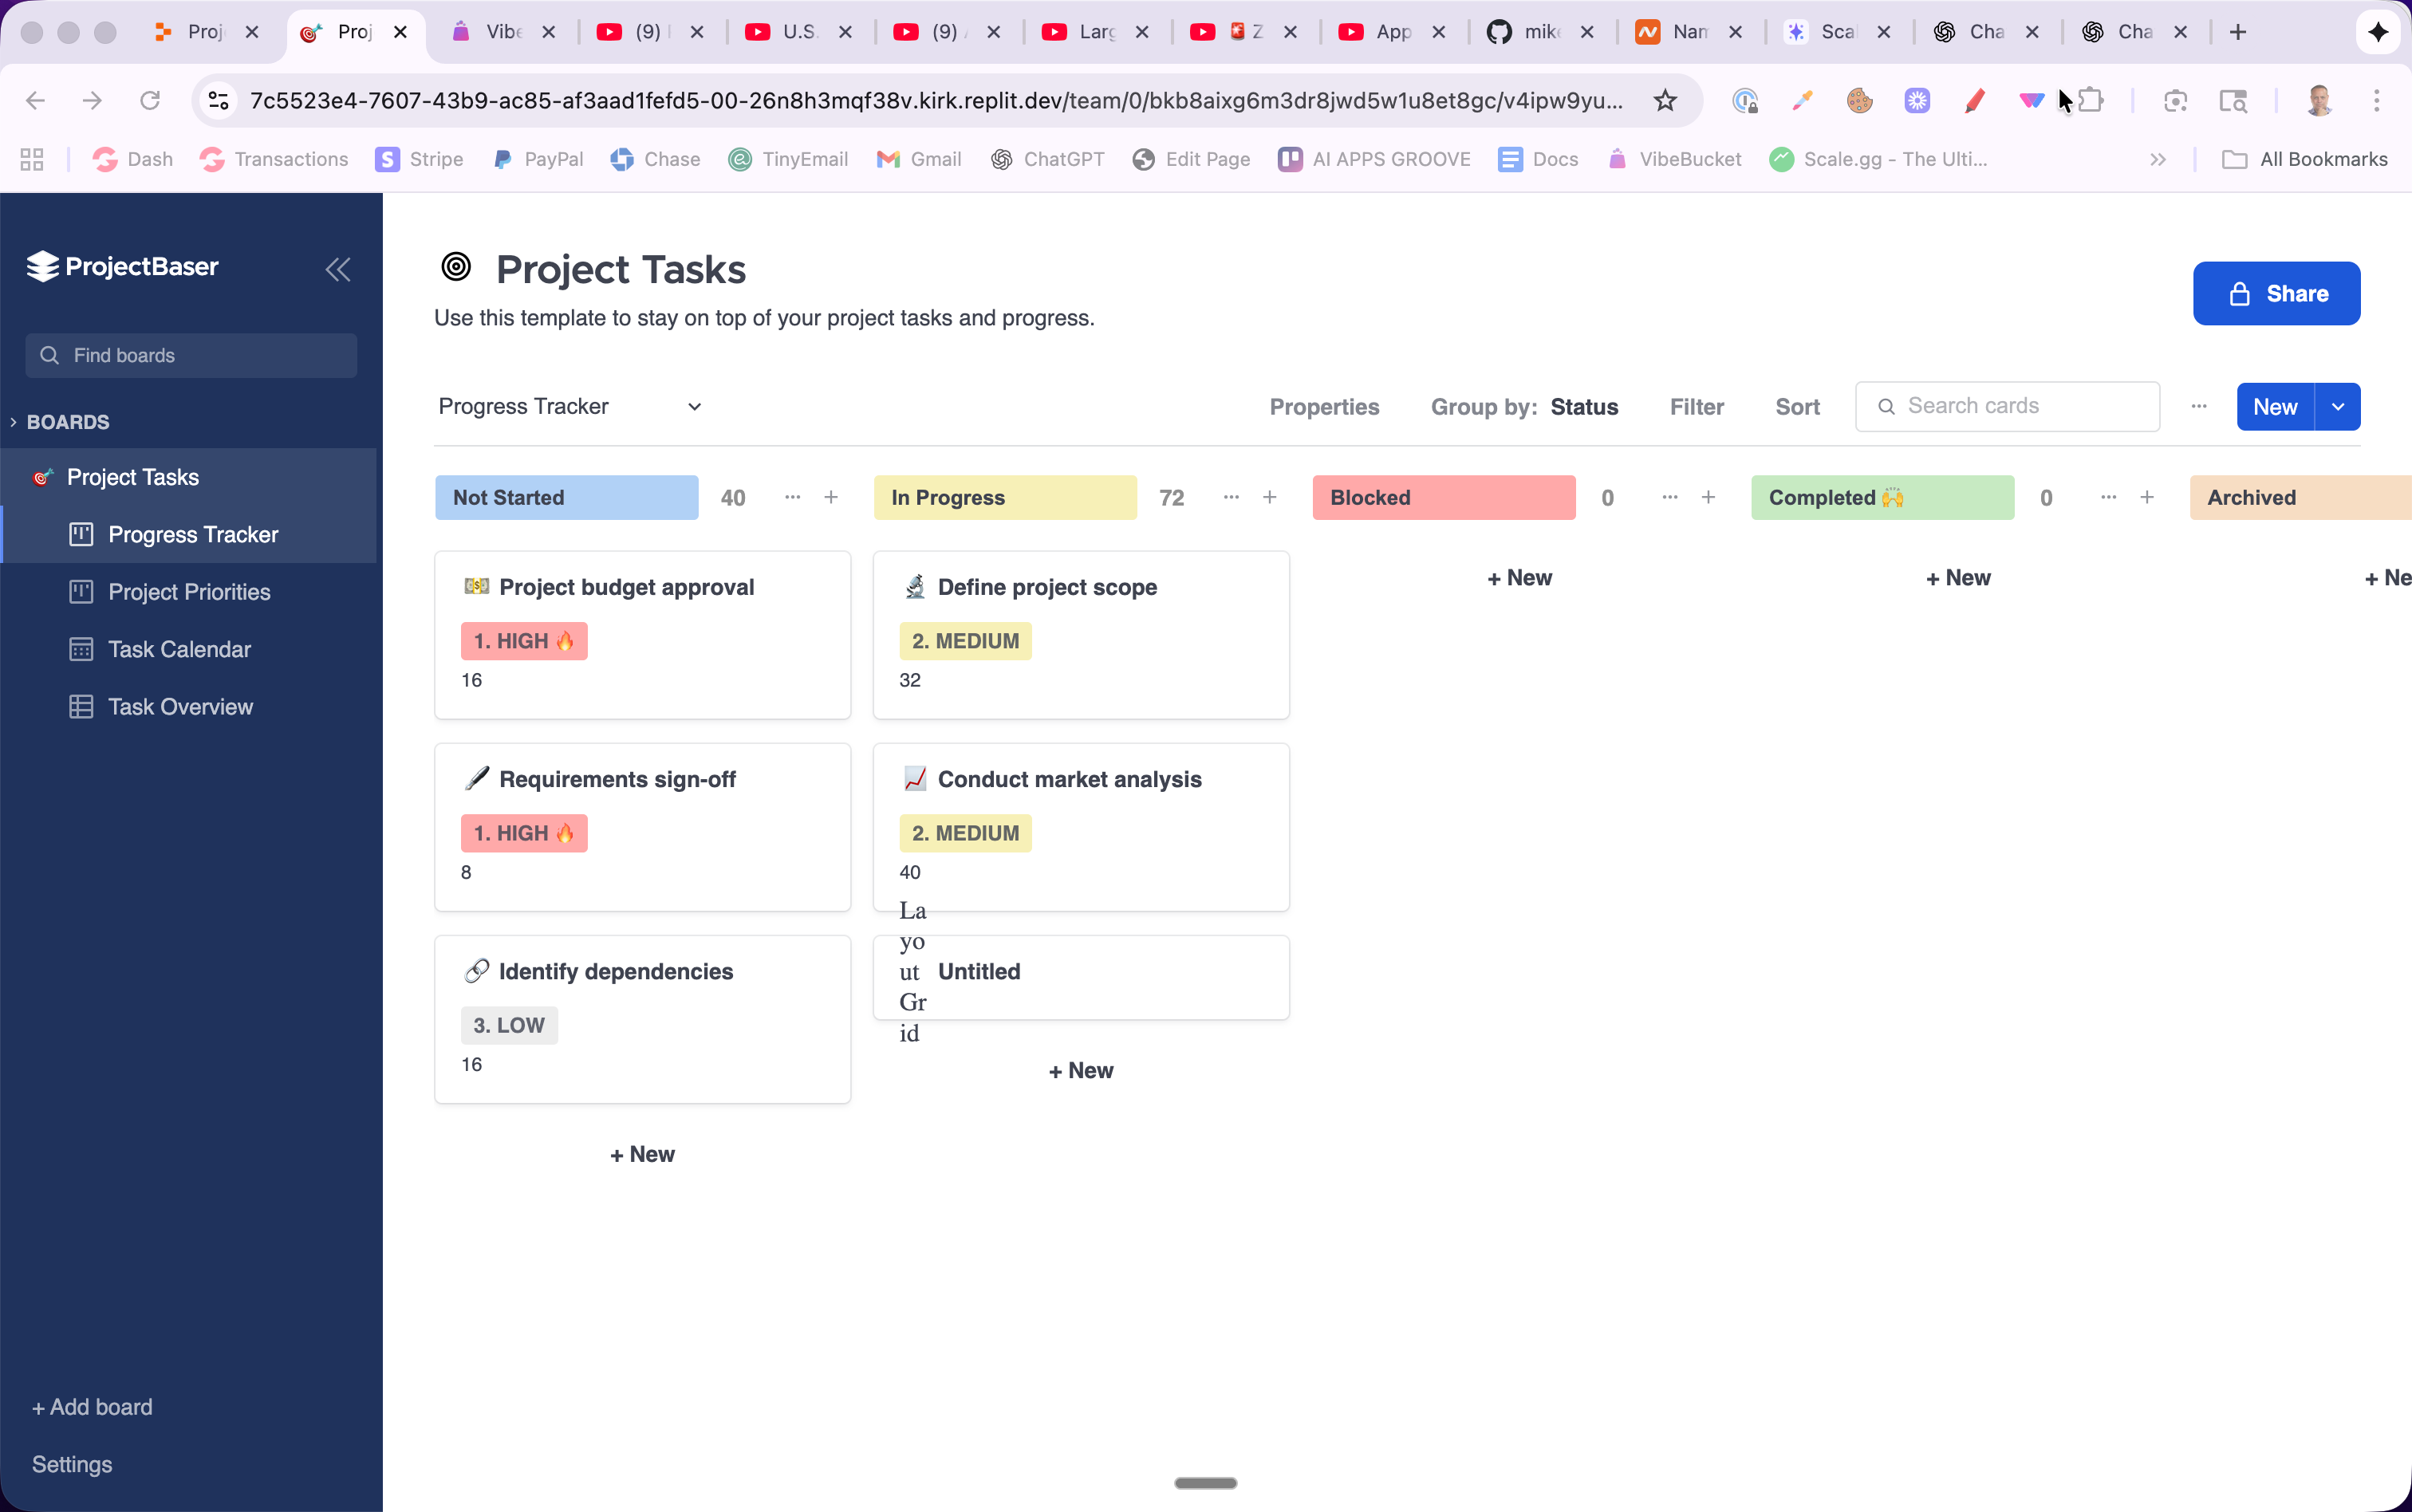 Proj
Proj
Vibe
(9)
U.S.
(9)
Larg
Z
App
mike
Nam
Scal
Cha
Cha
7c5523e4-7607-43b9-ac85-af3aad1fefd5-00-26n8h3mqf38v.kirk.replit.dev/team/0/bkb8aixg6m3dr8jwd5w1u8et8gc/v4ipw9yu...
Dash
Transactions
Stripe
PayPal
Chase
TinyEmail
Gmail
ChatGPT
Edit Page
AI APPS GROOVE
Docs
VibeBucket
Scale.gg - The Ulti...
All Bookmarks
ProjectBaser
Find boards
BOARDS
Project Tasks
Progress Tracker
Project Priorities
Task Calendar
Task Overview
+ Add board
Settings
Project Tasks
Use this template to stay on top of your project tasks and progress.
Share
Progress Tracker
Properties
Group by: Status
Filter
Sort
Search cards
New
Not Started 40
Project budget approval
1. HIGH 🔥
16
Requirements sign-off
1. HIGH 🔥
8
Identify dependencies
3. LOW
16
+ New
In Progress 72
Define project scope
2. MEDIUM
32
Conduct market analysis
2. MEDIUM
40
La
yo
ut
Gr
id
Untitled
+ New
Blocked 0
+ New
Completed 🙌 0
+ New
Archived
+ Ne